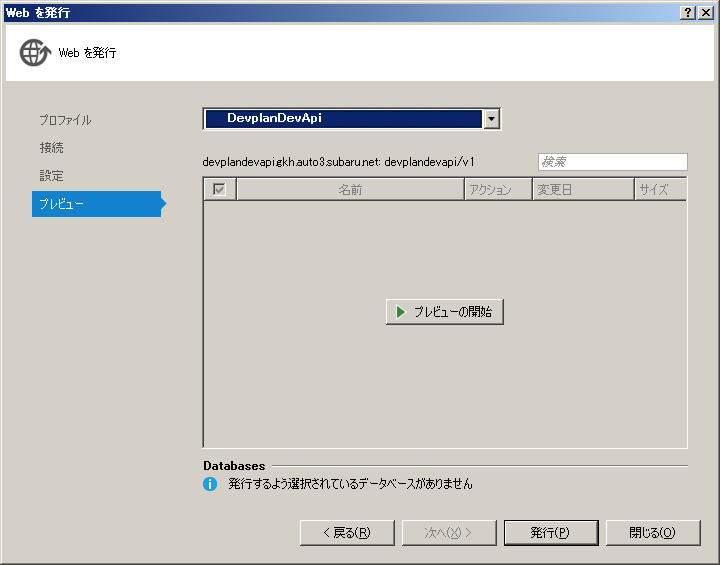 Web を発行
Web を発行
プロファイル
接続
設定
プレビュー
DevplanDevApi
devplandevapi.gkh.auto3.subaru.net: devplandevapi/v1
検索
名前 アクション 変更日 サイズ
プレビューの開始
Databases
発行するよう選択されているデータベースがありません
< 戻る(R) 次へ(X) > 発行(P) 閉じる(O)